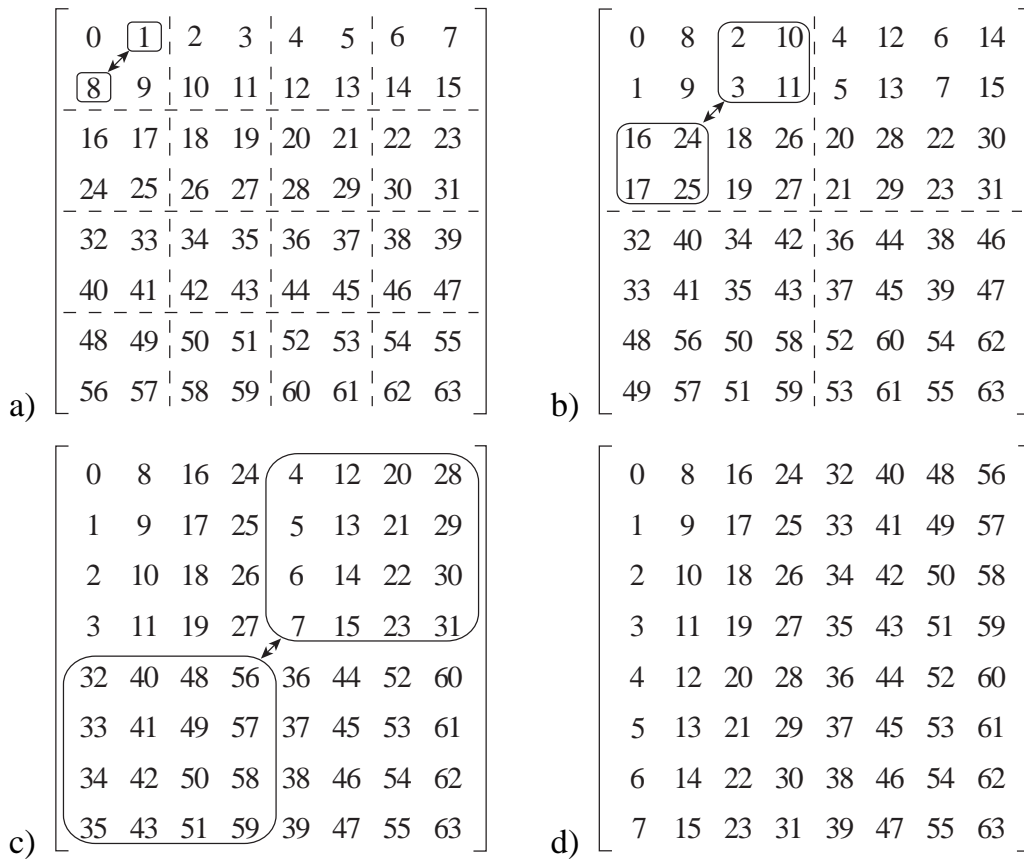 0 1 2 3 4 5 6 7
8 9 10 11 12 13 14 15
16 17 18 19 20 21 22 23
24 25 26 27 28 29 30 31
32 33 34 35 36 37 38 39
40 41 42 43 44 45 46 47
48 49 50 51 52 53 54 55
56 57 58 59 60 61 62 63
a)
0 8 2 10 4 12 6 14
1 9 3 11 5 13 7 15
16 24 18 26 20 28 22 30
17 25 19 27 21 29 23 31
32 40 34 42 36 44 38 46
33 41 35 43 37 45 39 47
48 56 50 58 52 60 54 62
49 57 51 59 53 61 55 63
b)
0 8 16 24 4 12 20 28
1 9 17 25 5 13 21 29
2 10 18 26 6 14 22 30
3 11 19 27 7 15 23 31
32 40 48 56 36 44 52 60
33 41 49 57 37 45 53 61
34 42 50 58 38 46 54 62
35 43 51 59 39 47 55 63
c)
0 8 16 24 32 40 48 56
1 9 17 25 33 41 49 57
2 10 18 26 34 42 50 58
3 11 19 27 35 43 51 59
4 12 20 28 36 44 52 60
5 13 21 29 37 45 53 61
6 14 22 30 38 46 54 62
7 15 23 31 39 47 55 63
d)